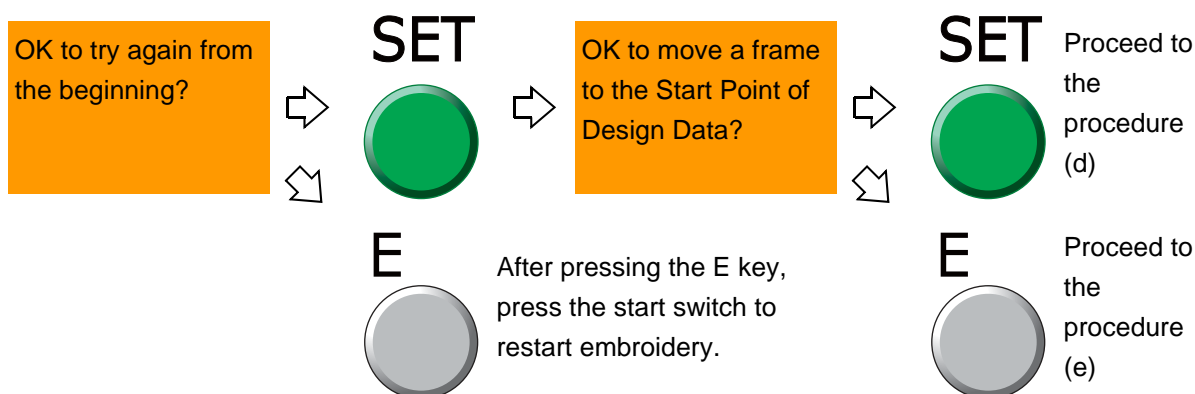 OK to try again from
the beginning?
SET
OK to move a frame
to the Start Point of
Design Data?
SET
Proceed to
the
procedure
(d)
E
After pressing the E key,
press the start switch to
restart embroidery.
E
Proceed to
the
procedure
(e)